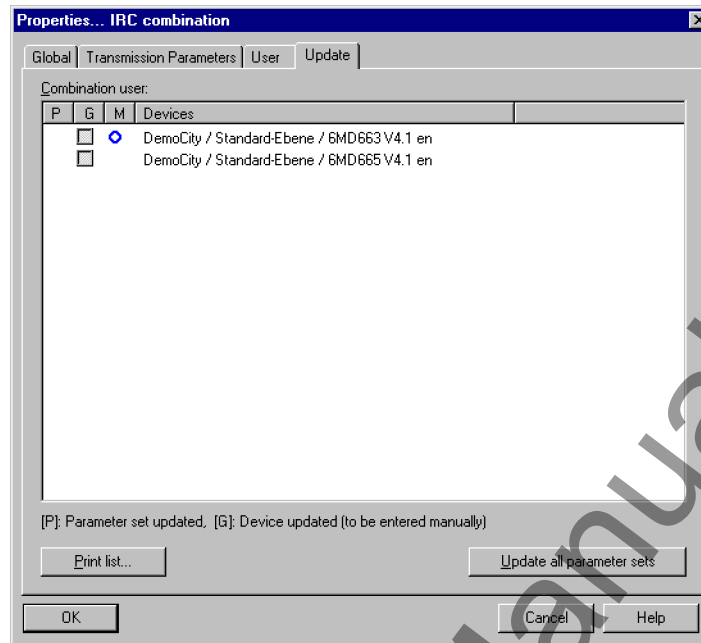 Properties... IRC combination
Global Transmission Parameters User Update
Combination user:
P G M Devices
DemoCity / Standard-Ebene / 6MD663 V4.1 en
DemoCity / Standard-Ebene / 6MD665 V4.1 en
[P]: Parameter set updated, [G]: Device updated (to be entered manually)
Print list... Update all parameter sets
OK Cancel Help